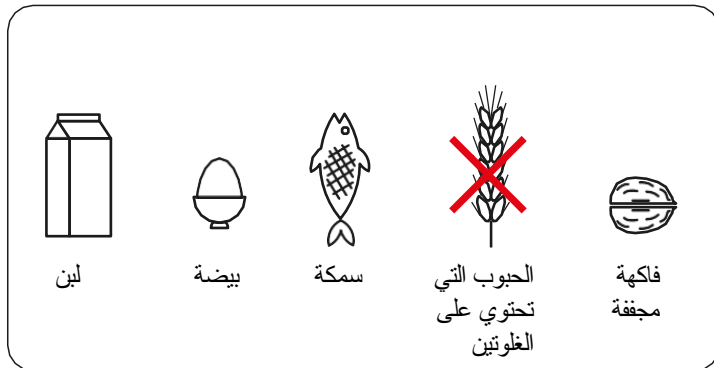 فاكهة
مجففة
الحبوب التي
تحتوي على
الغلوتين
سمكة
بيضة
لبن